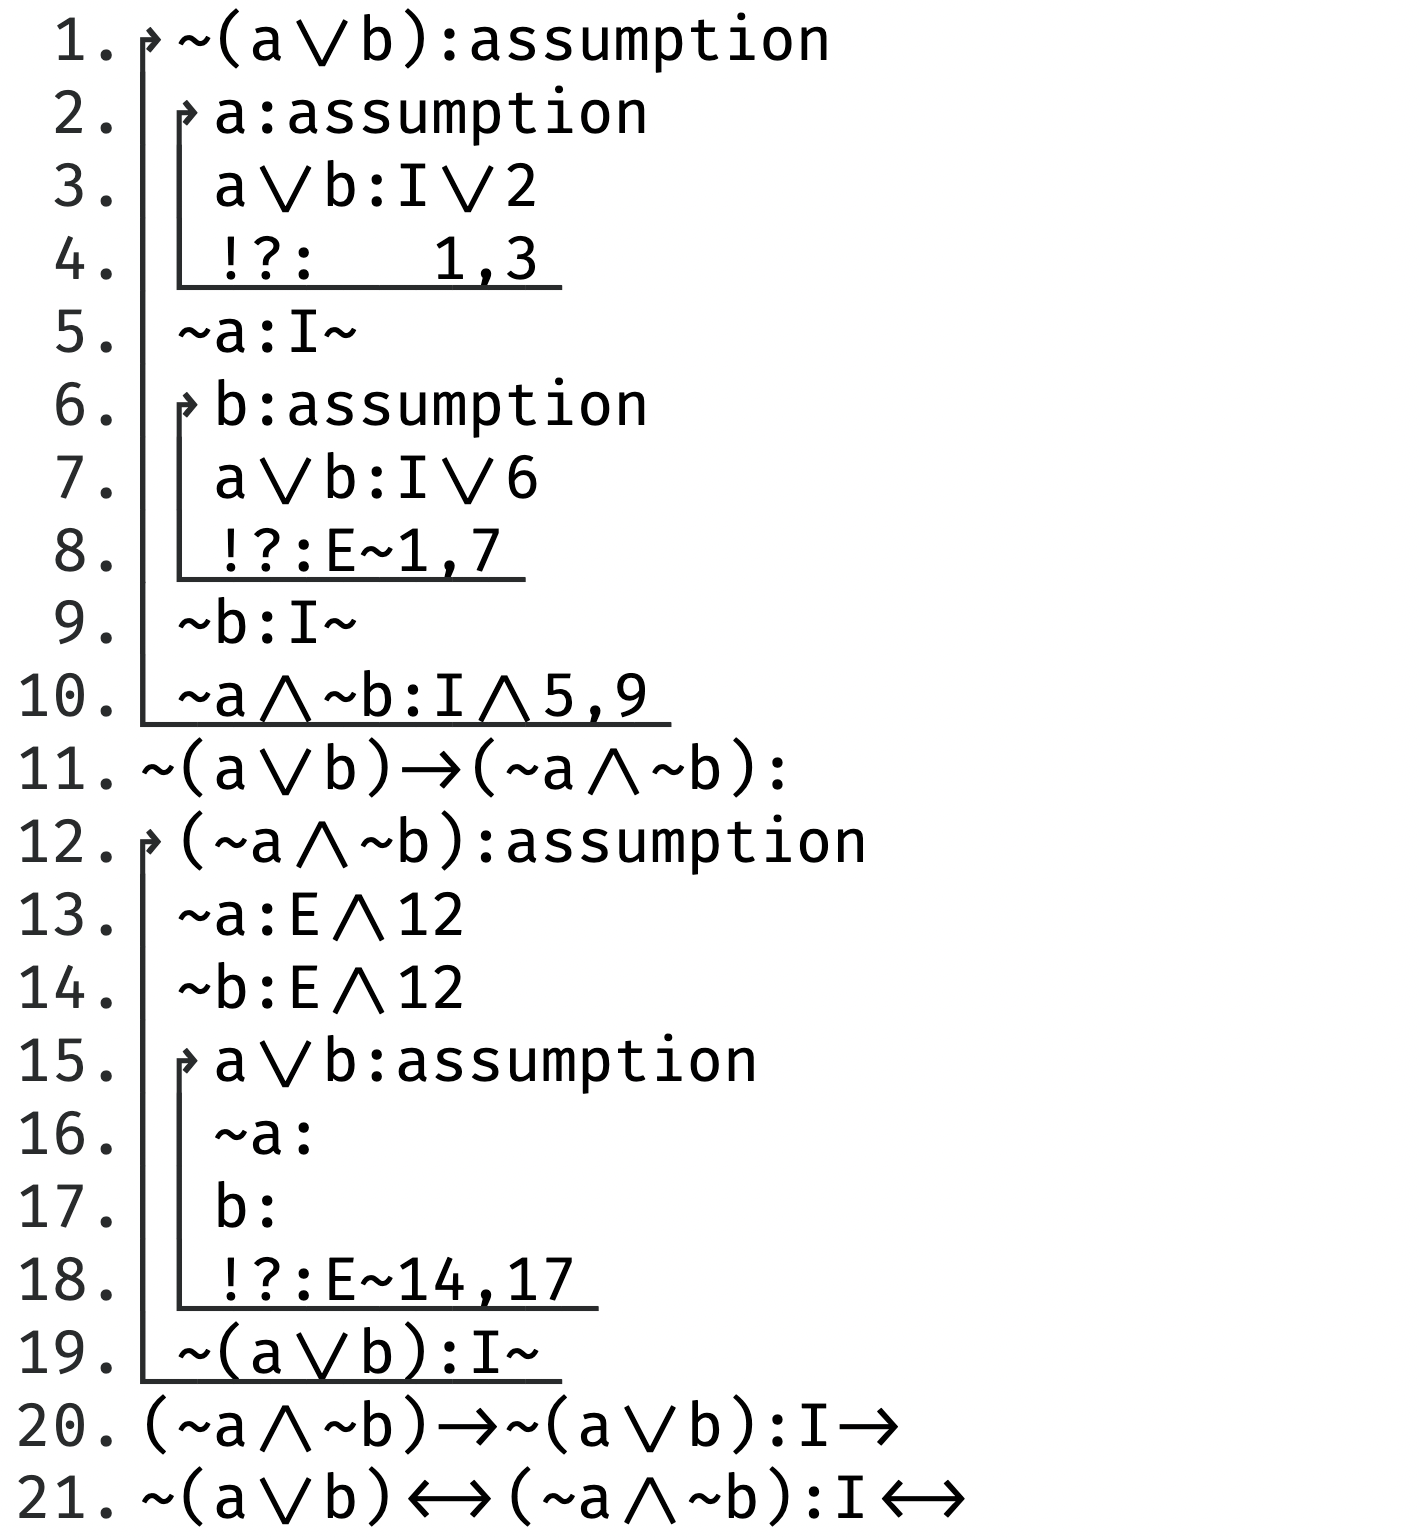 1. ~(a⋁b):assumption
2. a:assumption
3. a⋁b:I⋁2
4. !?:   1,3
5. ~a:I~
6. b:assumption
7. a⋁b:I⋁6
8. !?:E~1,7
9. ~b:I~
10. ~a⋀~b:I⋀5,9
11. ~(a⋁b)→(~a⋀~b):
12. (~a⋀~b):assumption
13. ~a:E⋀12
14. ~b:E⋀12
15. a⋁b:assumption
16. ~a:
17. b:
18. !?:E~14,17
19. ~(a⋁b):I~
20. (~a⋀~b)→~(a⋁b):I→
21. ~(a⋁b)↔(~a⋀~b):I↔